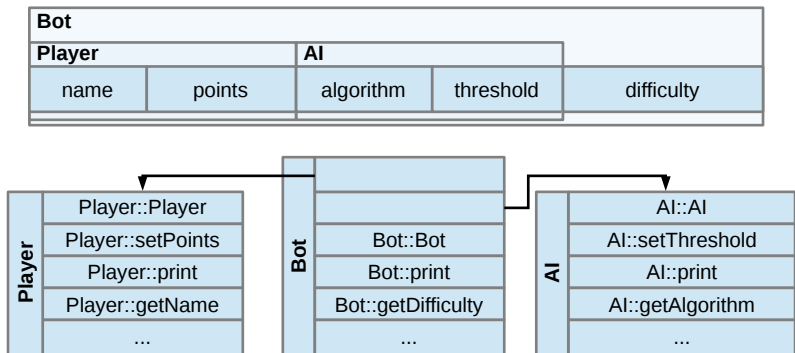 Bot
Player AI
name points algorithm threshold difficulty
Player
Player::Player
Player::setPoints
Player::print
Player::getName
...
Bot
Bot::Bot
Bot::print
Bot::getDifficulty
...
AI
AI::AI
AI::setThreshold
AI::print
AI::getAlgorithm
...